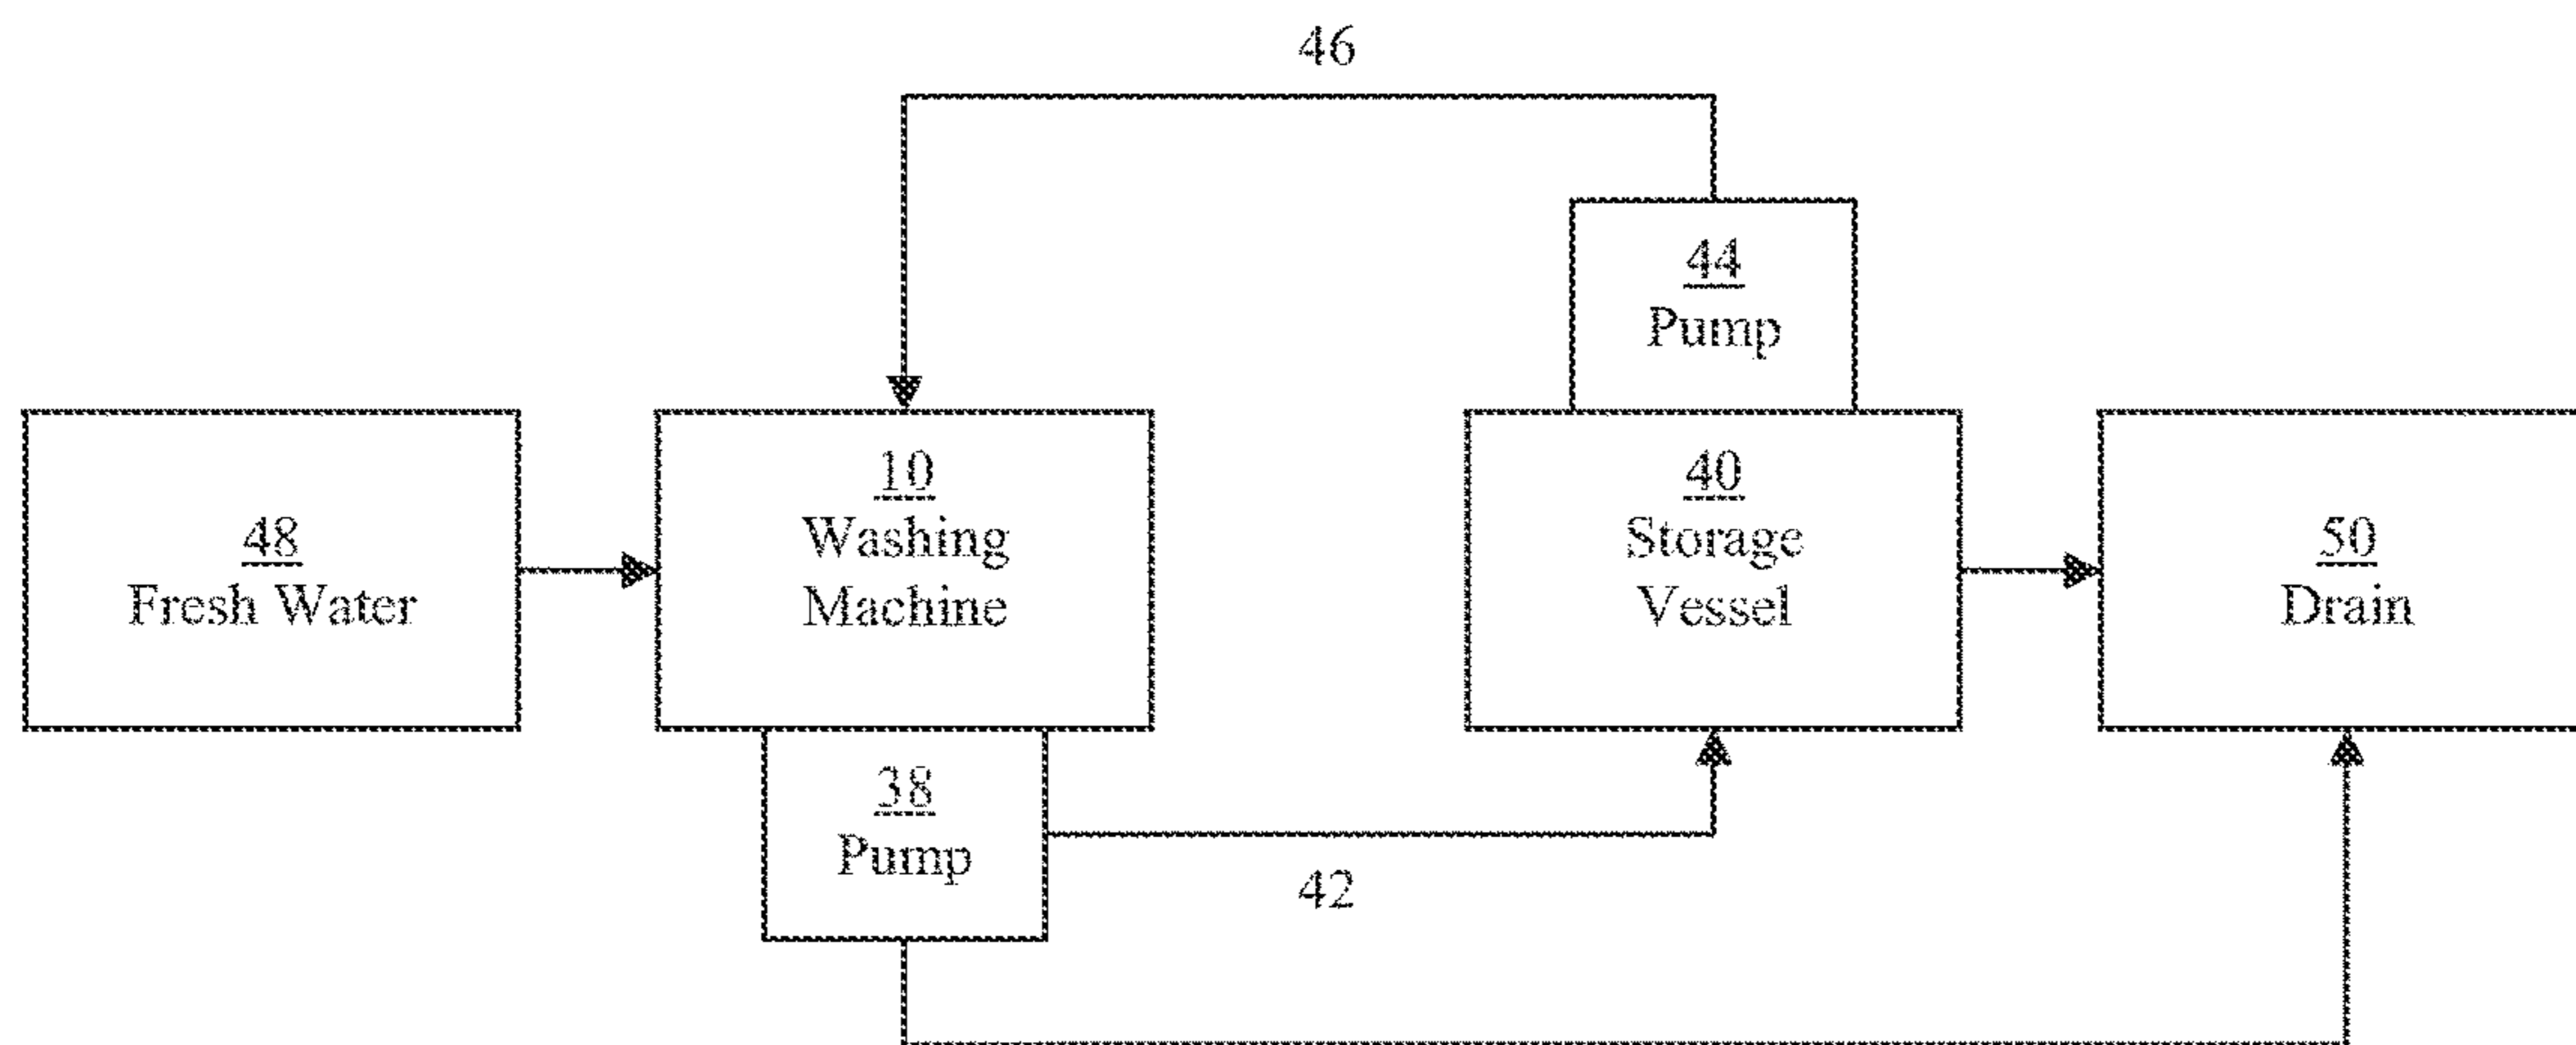 46
44
Pump
48
Fresh Water
10
Washing
Machine
40
Storage
Vessel
50
Drain
38
Pump
42